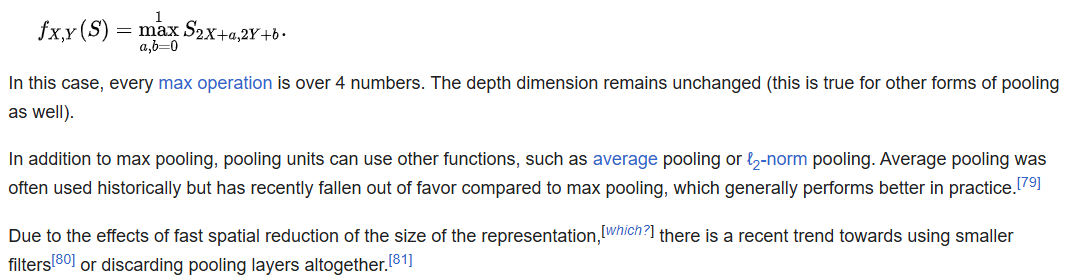 f_{X,Y}(S) = \max_{a,b=0}^{1} S_{2X+a,2Y+b}.
In this case, every max operation is over 4 numbers. The depth dimension remains unchanged (this is true for other forms of pooling
as well).
In addition to max pooling, pooling units can use other functions, such as average pooling or ℓ₂-norm pooling. Average pooling was
often used historically but has recently fallen out of favor compared to max pooling, which generally performs better in practice.[79]
Due to the effects of fast spatial reduction of the size of the representation,[which?] there is a recent trend towards using smaller
filters[80] or discarding pooling layers altogether.[81]